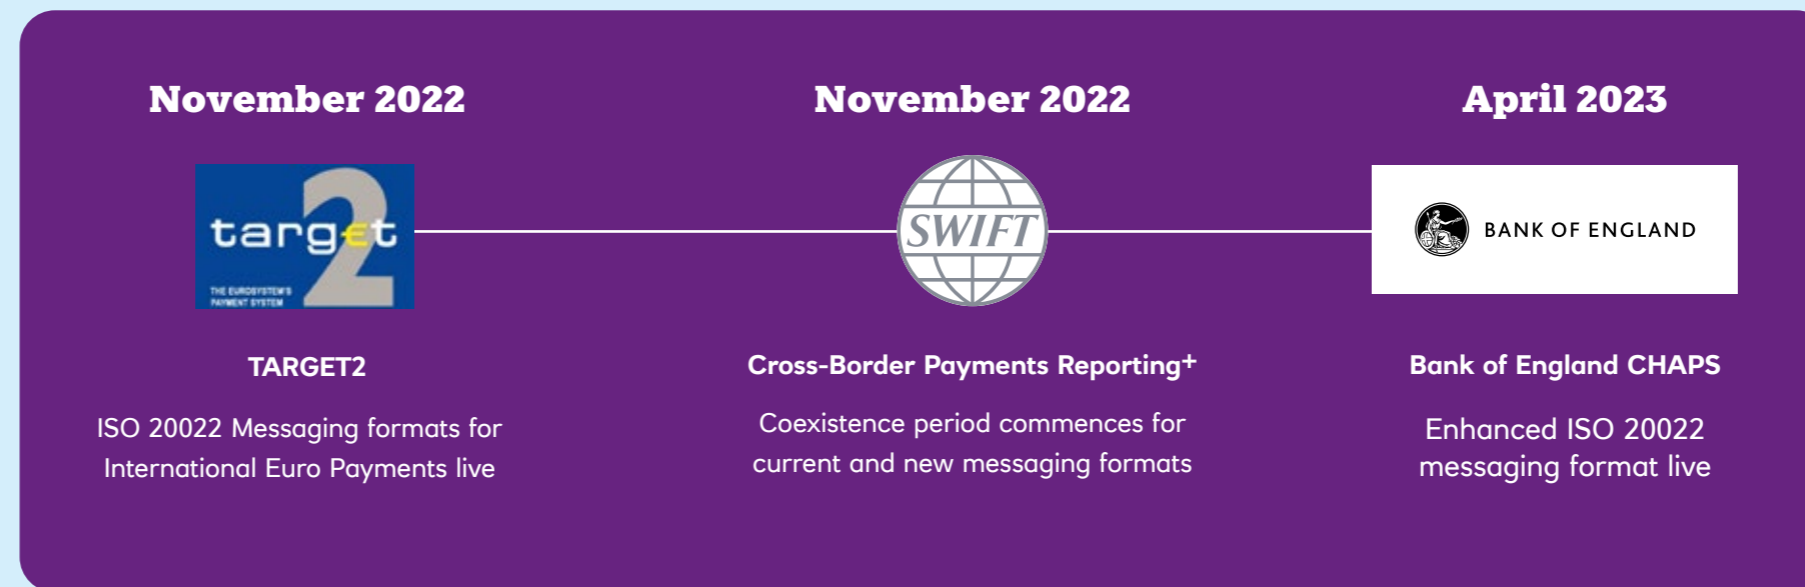 November 2022
November 2022
April 2023
target
2
THE EUROSYSTEM'S
PAYMENT SYSTEM
SWIFT
BANK OF ENGLAND
TARGET2
Cross-Border Payments Reporting+
Bank of England CHAPS
ISO 20022 Messaging formats for
International Euro Payments live
Coexistence period commences for
current and new messaging formats
Enhanced ISO 20022
messaging format live